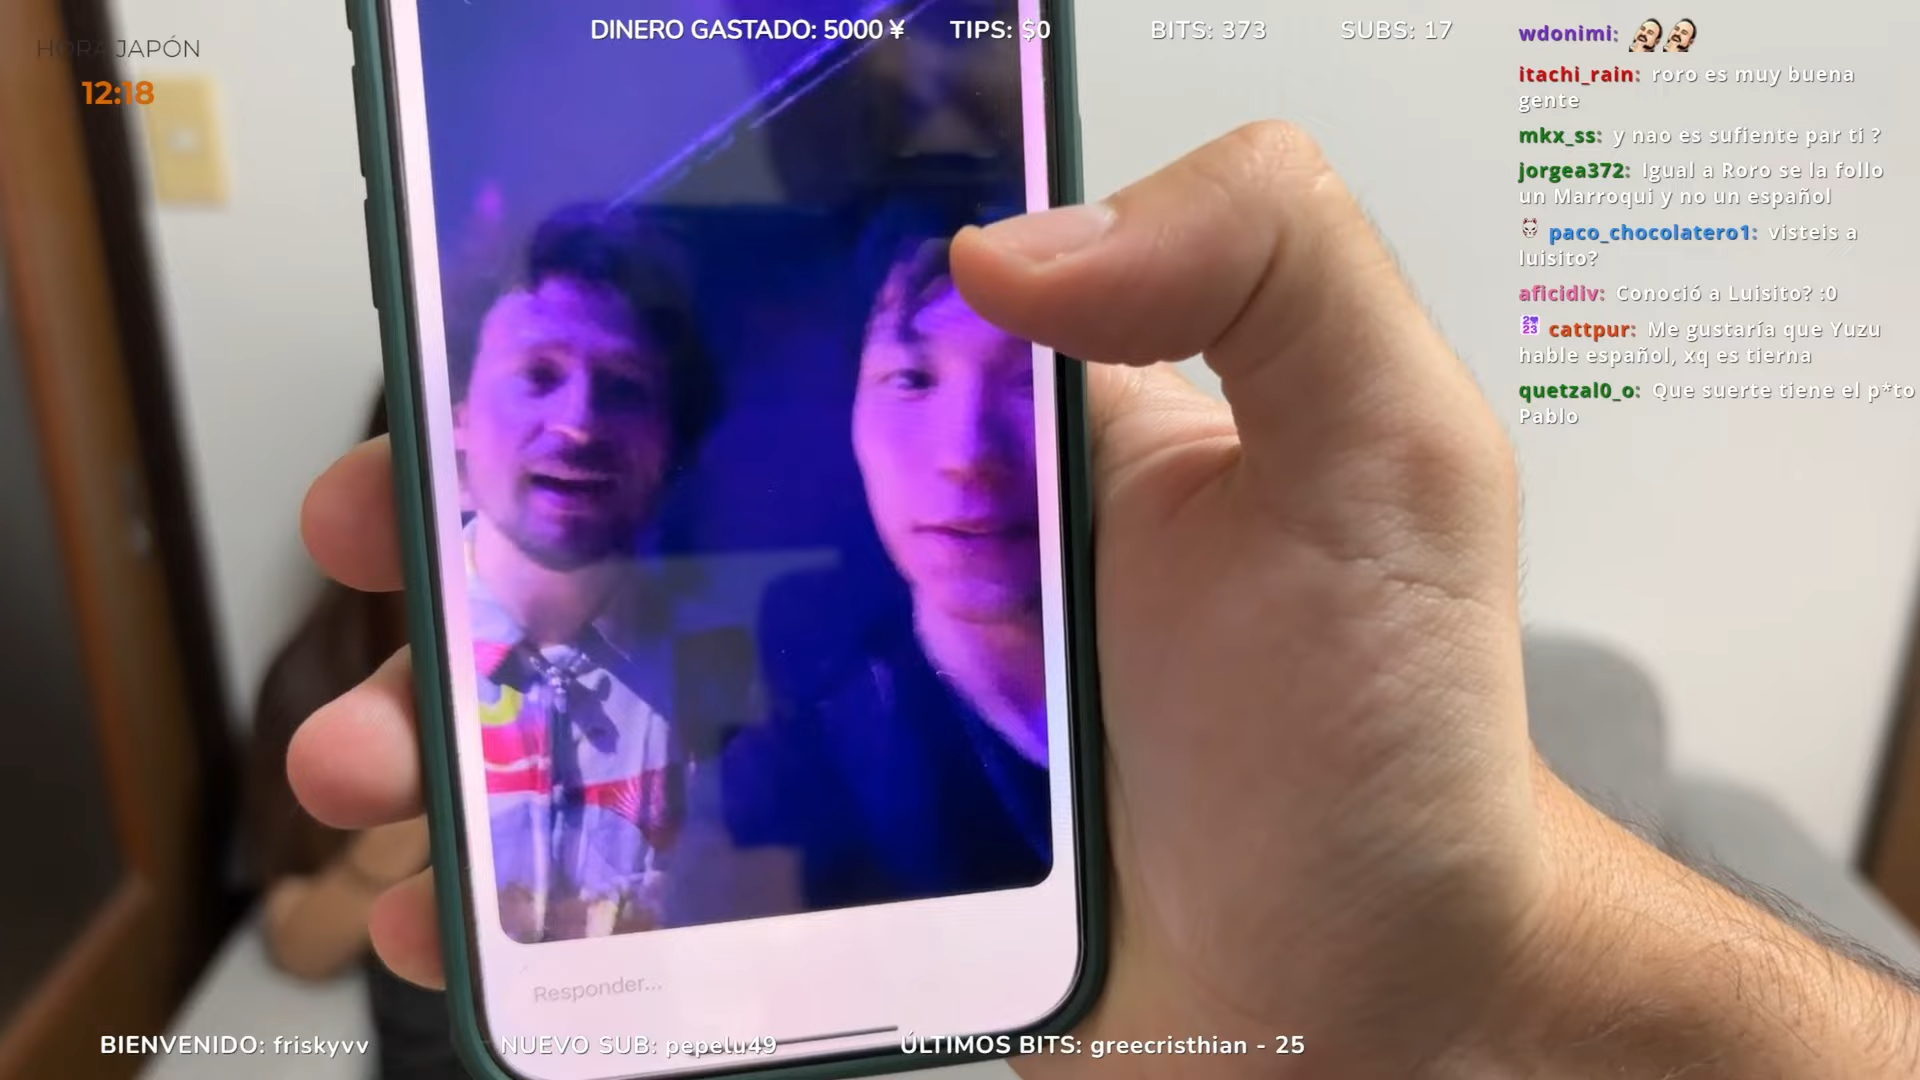 HORA JAPÓN
12:18
DINERO GASTADO: 5000 ¥
TIPS: $0
BITS: 373
SUBS: 17
wdonimi:
itachi_rain: roro es muy buena
gente
mkx_ss: y nao es sufiente par ti ?
jorgea372: Igual a Roro se la follo
un Marroqui y no un español
paco_chocolatero1: visteis a
luisito?
aficidiv: Conoció a Luisito? :0
cattpur: Me gustaría que Yuzu
hable español, xq es tierna
quetzal0_o: Que suerte tiene el p*to
Pablo
Responder...
BIENVENIDO: friskyvv
NUEVO SUB: pepelu49
ÚLTIMOS BITS: greecristhian - 25